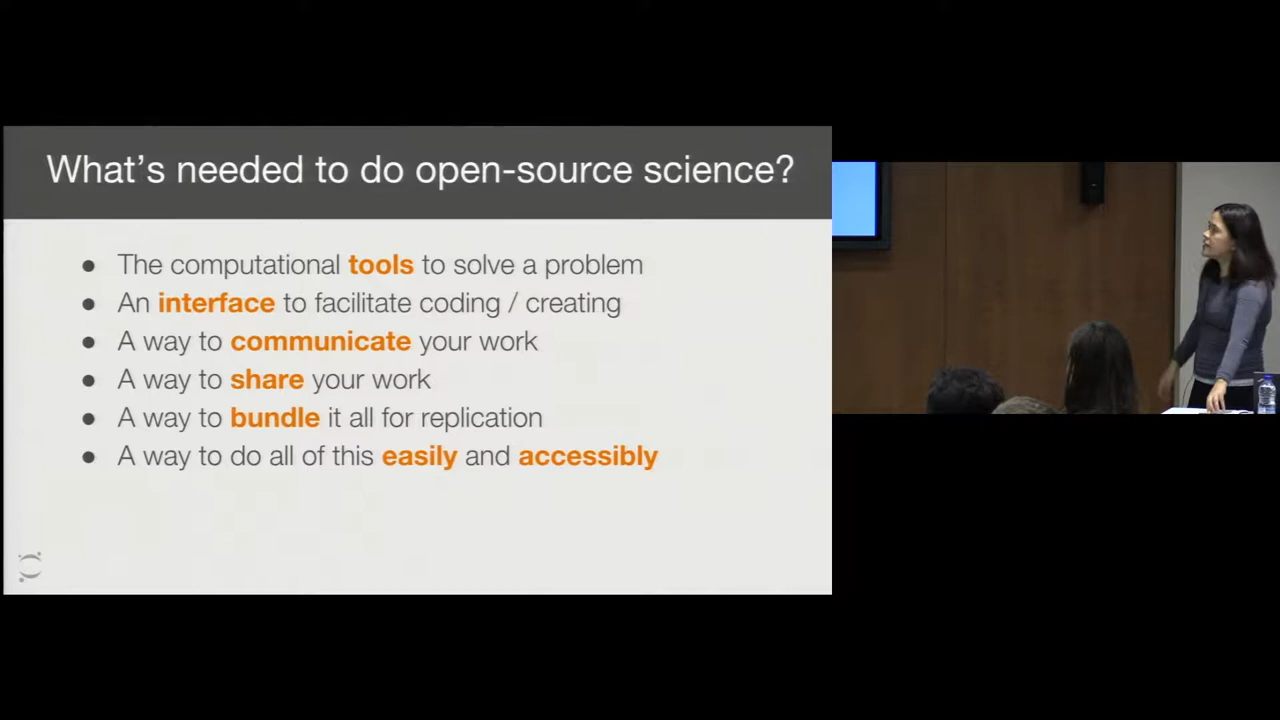 What's needed to do open-source science?
● The computational tools to solve a problem
● An interface to facilitate coding / creating
● A way to communicate your work
● A way to share your work
● A way to bundle it all for replication
● A way to do all of this easily and accessibly